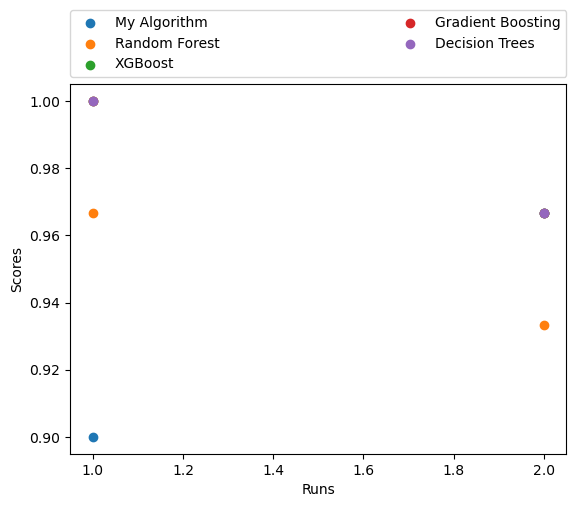 My Algorithm
Random Forest
XGBoost
Gradient Boosting
Decision Trees
1.00
0.98
0.96
0.94
0.92
0.90
Scores
1.0 1.2 1.4 1.6 1.8 2.0
Runs